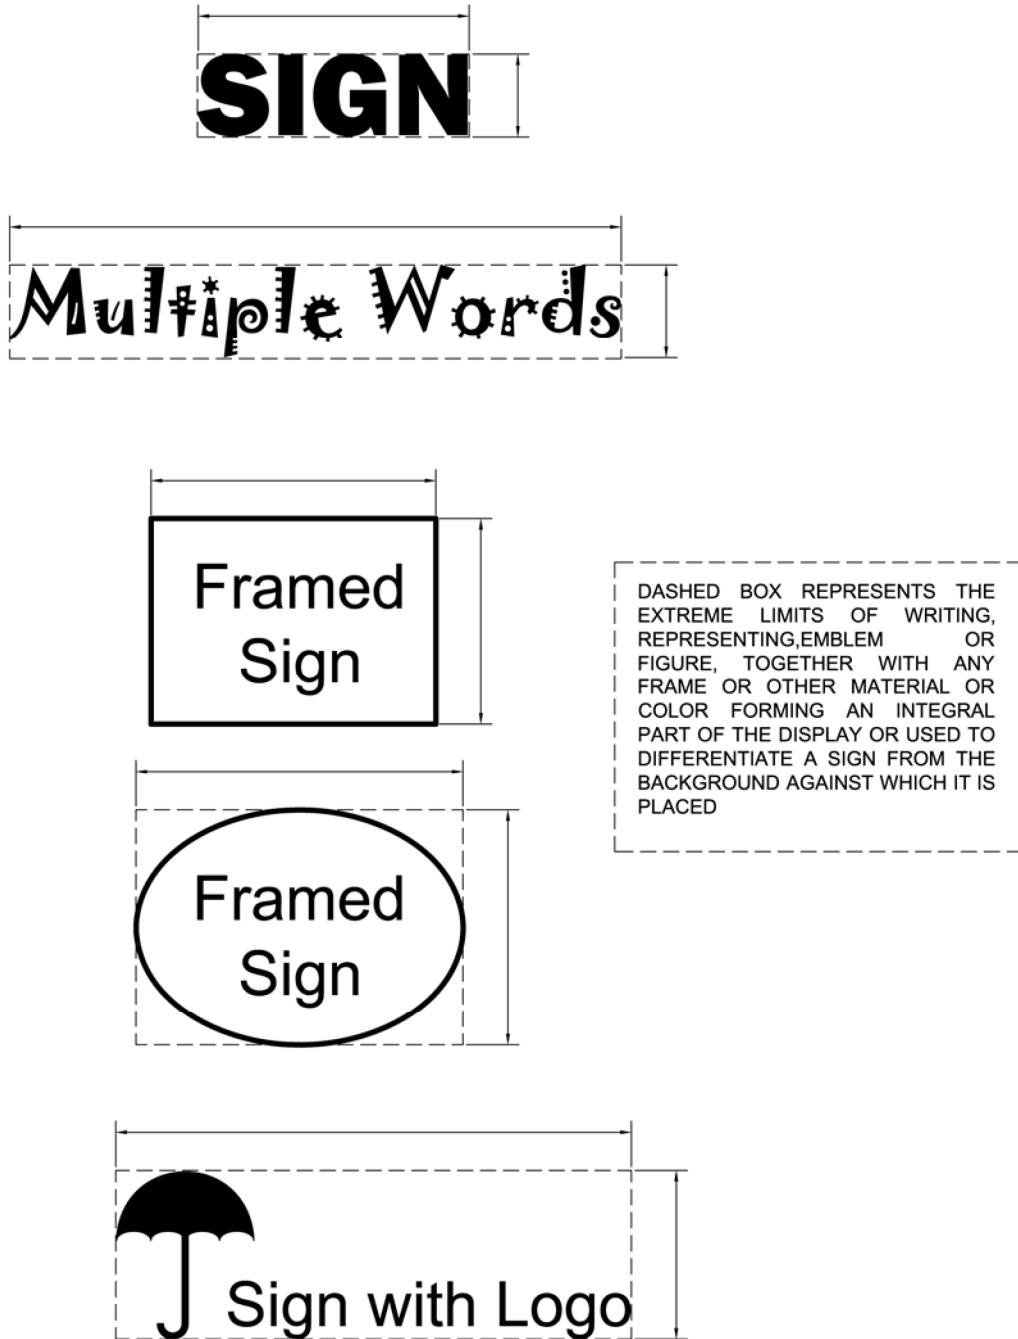 SIGN
Multiple Words
Framed
Sign
DASHED BOX REPRESENTS THE
EXTREME LIMITS OF WRITING,
REPRESENTING,EMBLEM OR
FIGURE, TOGETHER WITH ANY
FRAME OR OTHER MATERIAL OR
COLOR FORMING AN INTEGRAL
PART OF THE DISPLAY OR USED TO
DIFFERENTIATE A SIGN FROM THE
BACKGROUND AGAINST WHICH IT IS
PLACED
Framed
Sign
Sign with Logo